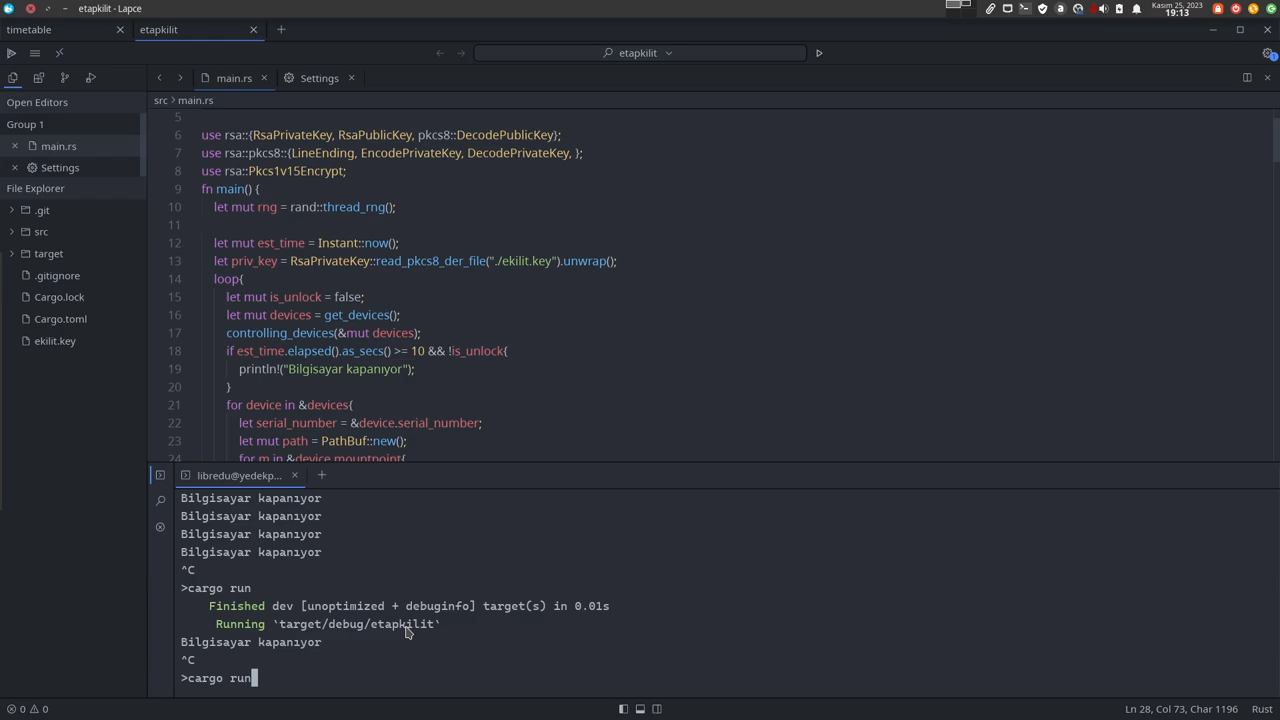 etapkilit - Lapce
Kasım 25, 2023
19:13
timetable
etapkilit
etapkilit
main.rs
Settings
Open Editors
src > main.rs
Group 1
main.rs
Settings
File Explorer
.git
src
target
.gitignore
Cargo.lock
Cargo.toml
ekilit.key
5
6 use rsa::{RsaPrivateKey, RsaPublicKey, pkcs8::DecodePublicKey};
7 use rsa::pkcs8::{LineEnding, EncodePrivateKey, DecodePrivateKey, };
8 use rsa::Pkcs1v15Encrypt;
9 fn main() {
10 let mut rng = rand::thread_rng();
11
12 let mut est_time = Instant::now();
13 let priv_key = RsaPrivateKey::read_pkcs8_der_file("./ekilit.key").unwrap();
14 loop{
15 let mut is_unlock = false;
16 let mut devices = get_devices();
17 controlling_devices(&mut devices);
18 if est_time.elapsed().as_secs() >= 10 && !is_unlock{
19 println!("Bilgisayar kapanıyor");
20 }
21 for device in &devices{
22 let serial_number = &device.serial_number;
23 let mut path = PathBuf::new();
24 for m in &device.mountpoint{
libredu@yedekp...
Bilgisayar kapanıyor
Bilgisayar kapanıyor
Bilgisayar kapanıyor
Bilgisayar kapanıyor
^C
>cargo run
Finished dev [unoptimized + debuginfo] target(s) in 0.01s
Running `target/debug/etapkilit`
Bilgisayar kapanıyor
^C
>cargo run
0 0
Ln 28, Col 73, Char 1196
Rust